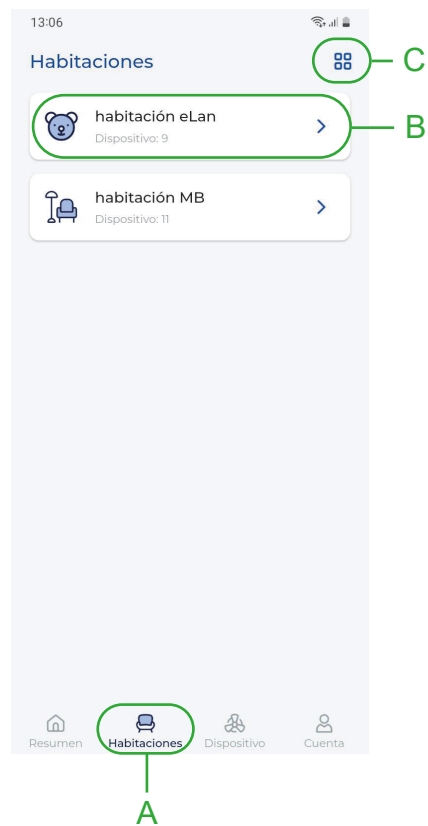 13:06
Habitaciones
C
habitación eLan
Dispositivo: 9
B
habitación MB
Dispositivo: 11
Resumen Habitaciones Dispositivo Cuenta
A